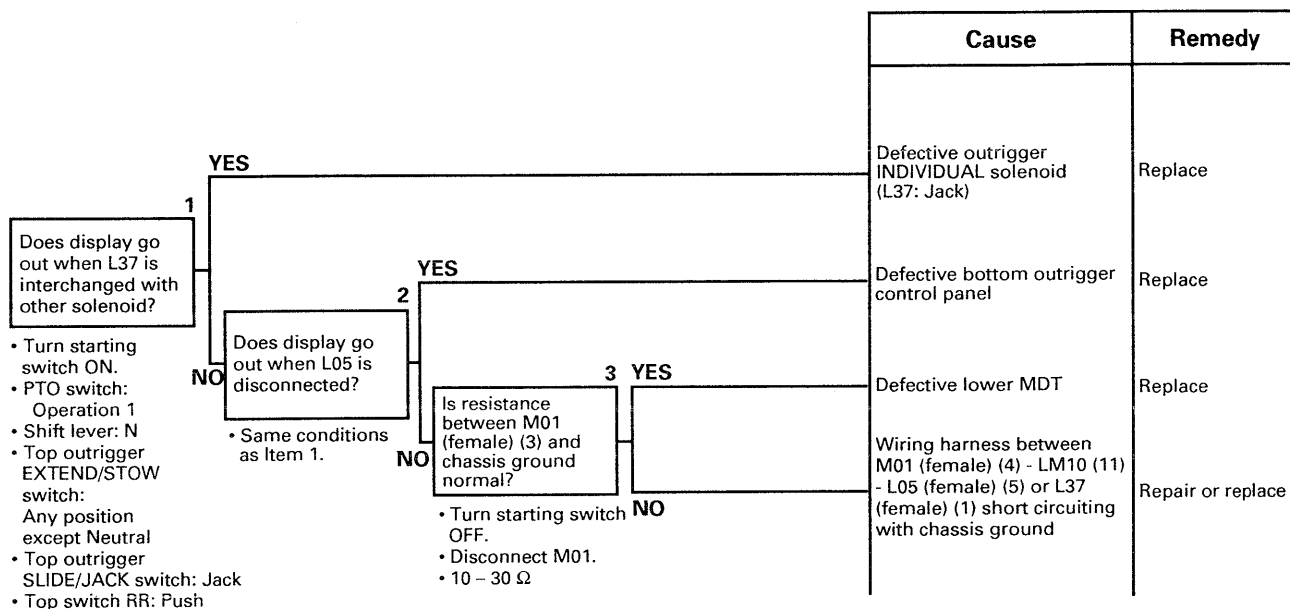 Cause
Remedy
YES
Defective outrigger
INDIVIDUAL solenoid
(L37: Jack)
Replace
1
Does display go
out when L37 is
interchanged with
other solenoid?
• Turn starting
switch ON.
• PTO switch:
Operation 1
• Shift lever: N
• Top outrigger
EXTEND/STOW
switch:
Any position
except Neutral
• Top outrigger
SLIDE/JACK switch: Jack
• Top switch RR: Push
NO
YES
Defective bottom outrigger
control panel
Replace
2
Does display go
out when L05 is
disconnected?
• Same conditions
as Item 1.
NO
3
YES
Defective lower MDT
Replace
Is resistance
between M01
(female) (3) and
chassis ground
normal?
• Turn starting switch
OFF.
• Disconnect M01.
• 10 – 30 Ω
NO
Wiring harness between
M01 (female) (4) - LM10 (11)
- L05 (female) (5) or L37
(female) (1) short circuiting
with chassis ground
Repair or replace